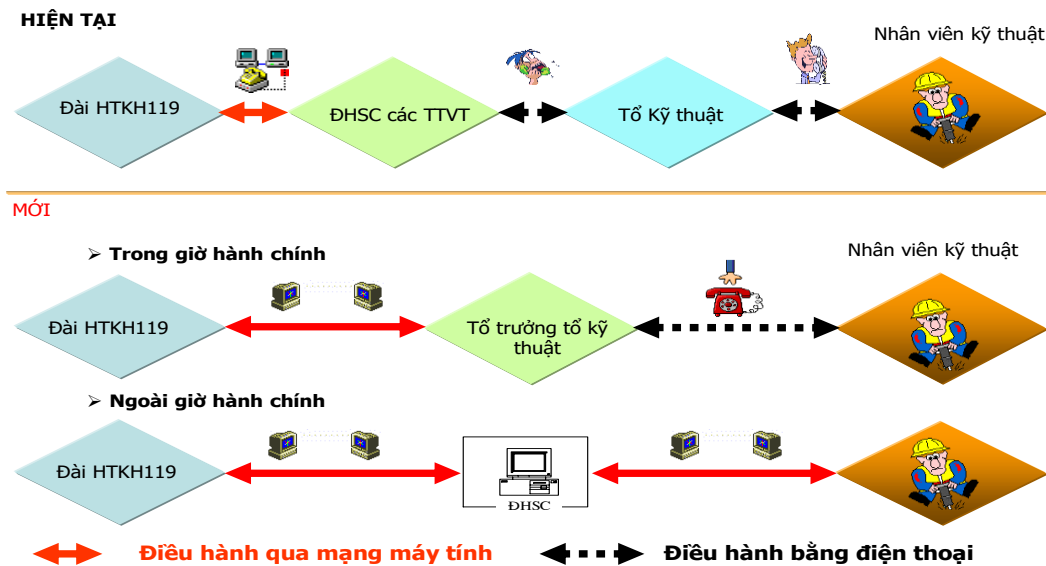 HIỆN TẠI
Nhân viên kỹ thuật
Đài HTKH119
ĐHSC các TTVT
Tổ Kỹ thuật
MỚI
➢ Trong giờ hành chính
Nhân viên kỹ thuật
Đài HTKH119
Tổ trưởng tổ kỹ
thuật
➢ Ngoài giờ hành chính
Đài HTKH119
ĐHSC
Điều hành qua mạng máy tính
Điều hành bằng điện thoại